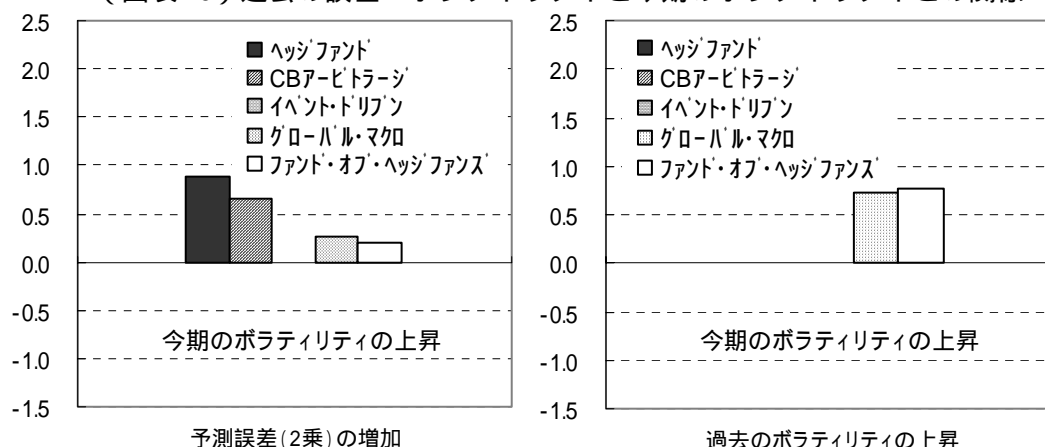 2.5
2.0
1.5
1.0
0.5
0.0
-0.5
-1.0
-1.5
ヘッジファンド
CBアービトラージ
イベント・ドリブン
グローバル・マクロ
ファンド・オブ・ヘッジファンズ
今期のボラティリティの上昇
予測誤差(2乗)の増加
2.5
2.0
1.5
1.0
0.5
0.0
-0.5
-1.0
-1.5
ヘッジファンド
CBアービトラージ
イベント・ドリブン
グローバル・マクロ
ファンド・オブ・ヘッジファンズ
今期のボラティリティの上昇
過去のボラティリティの上昇